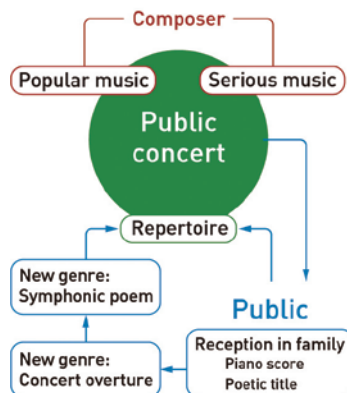 Composer
Popular music
Serious music
Public
concert
Repertoire
New genre:
Symphonic poem
Public
Reception in family
Piano score
Poetic title
New genre:
Concert overture